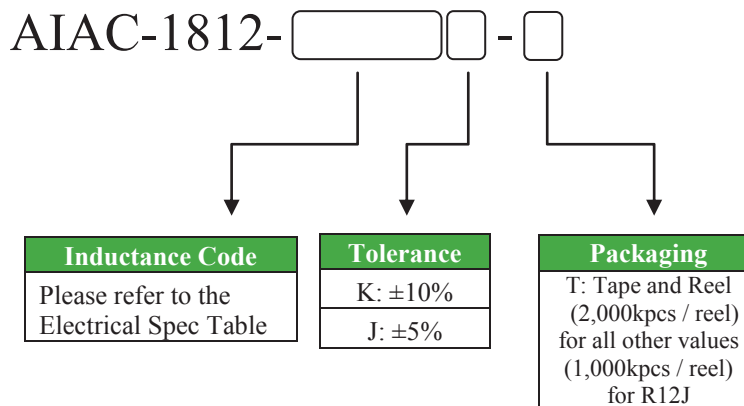 AIAC-1812- -
Inductance Code
Please refer to the
Electrical Spec Table
Tolerance
K: ±10%
J: ±5%
Packaging
T: Tape and Reel
(2,000kpcs / reel)
for all other values
(1,000kpcs / reel)
for R12J